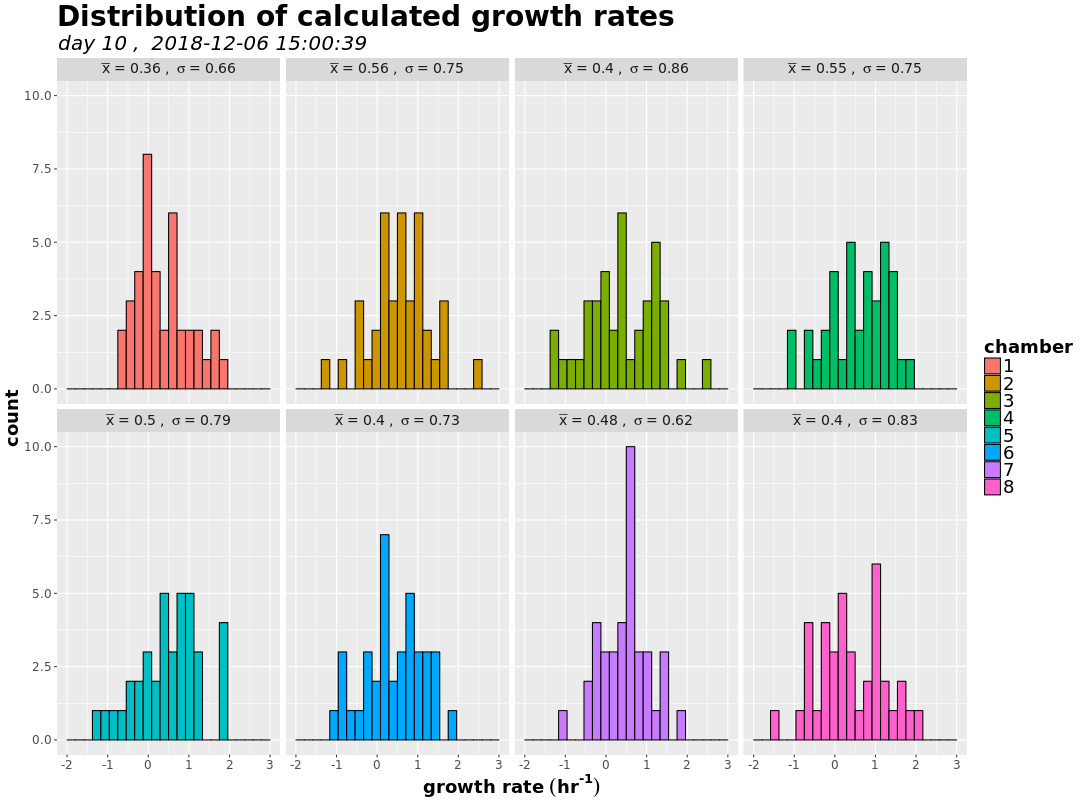 Distribution of calculated growth rates
day 10 , 2018-12-06 15:00:39
x̅ = 0.36 , σ = 0.66
x̅ = 0.56 , σ = 0.75
x̅ = 0.4 , σ = 0.86
x̅ = 0.55 , σ = 0.75
10.0
7.5
5.0
2.5
0.0
x̅ = 0.5 , σ = 0.79
x̅ = 0.4 , σ = 0.73
x̅ = 0.48 , σ = 0.62
x̅ = 0.4 , σ = 0.83
10.0
7.5
5.0
2.5
0.0
-2 -1 0 1 2 3
-2 -1 0 1 2 3
-2 -1 0 1 2 3
-2 -1 0 1 2 3
count
growth rate (hr⁻¹)
chamber
1
2
3
4
5
6
7
8